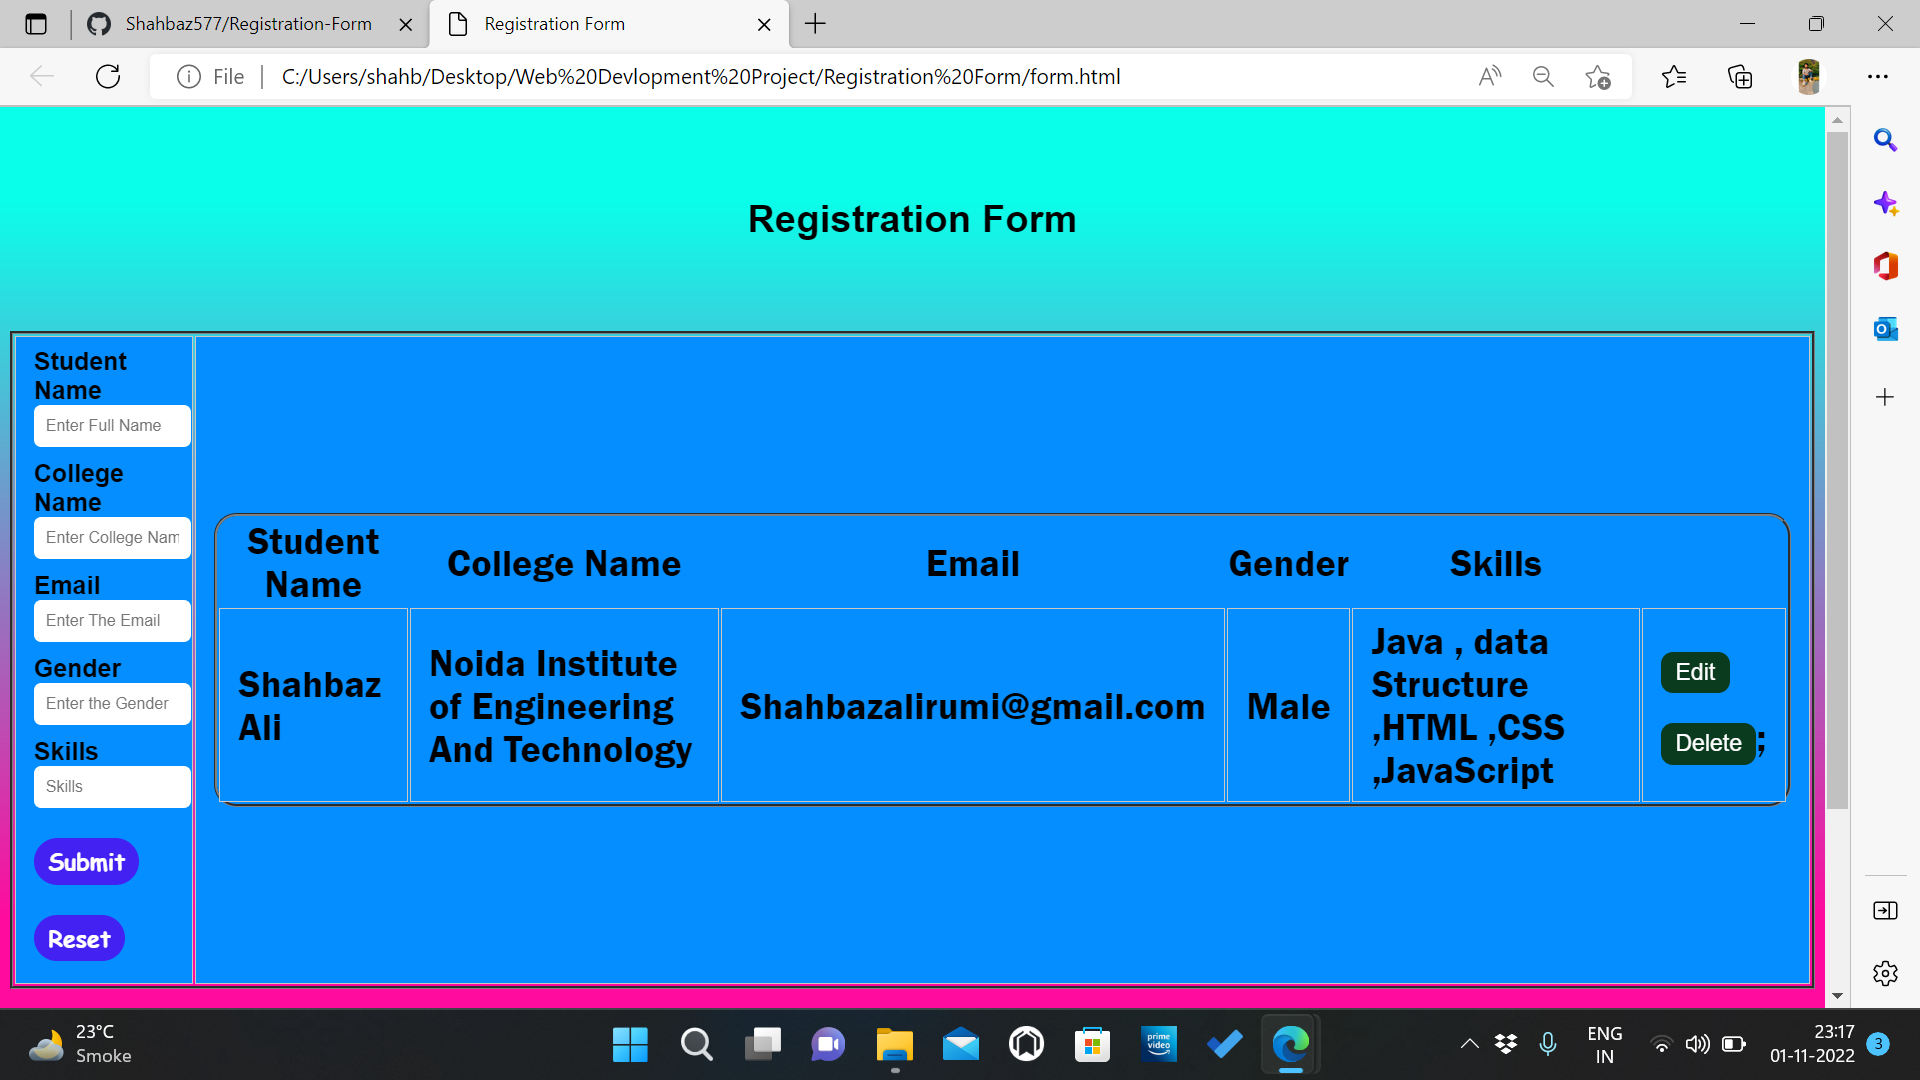 Shahbaz577/Registration-Form
Registration Form
File
C:/Users/shahb/Desktop/Web%20Devlopment%20Project/Registration%20Form/form.html
Registration Form
Student
Name
Enter Full Name
College
Name
Enter College Nam
Email
Enter The Email
Gender
Enter the Gender
Skills
Skills
Submit
Reset
Student
Name
College Name
Email
Gender
Skills
Shahbaz
Ali
Noida Institute
of Engineering
And Technology
Shahbazalirumi@gmail.com
Male
Java , data
Structure
,HTML ,CSS
,JavaScript
Edit
Delete ;
23°C
Smoke
prime
video
ENG
IN
23:17
01-11-2022
3